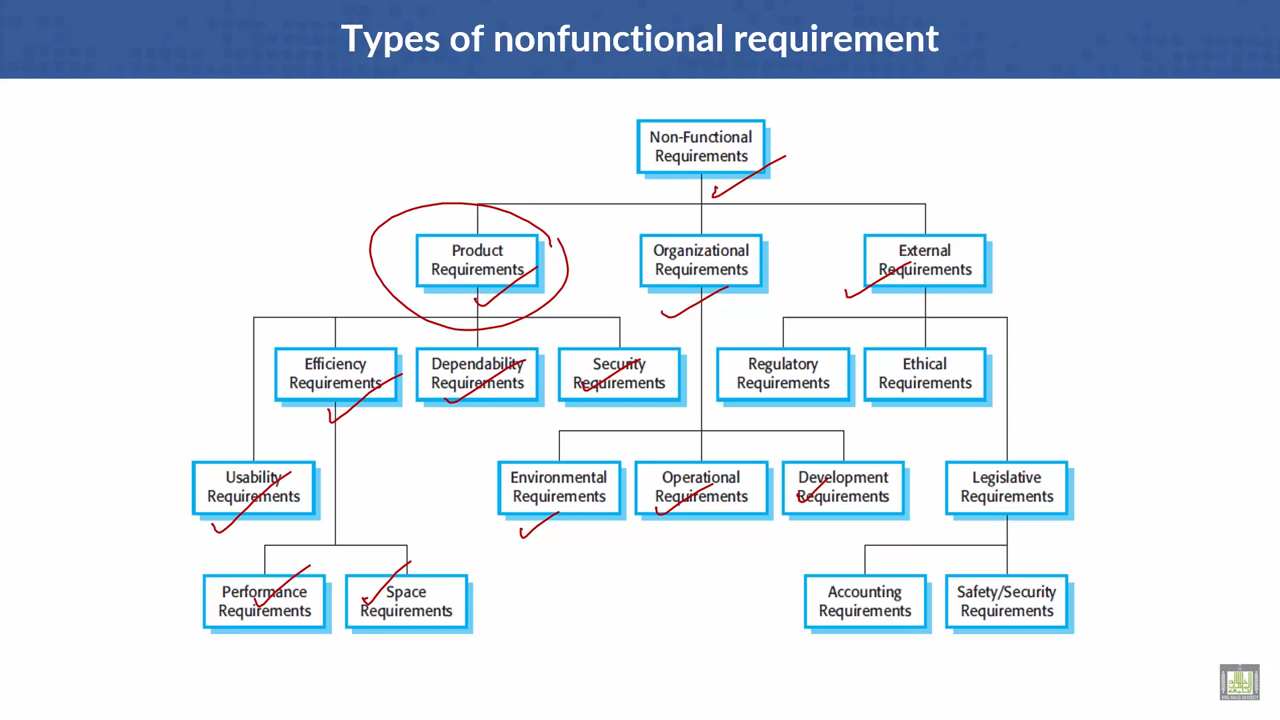 Types of nonfunctional requirement
Non-Functional
Requirements
Product
Requirements
Organizational
Requirements
External
Requirements
Efficiency
Requirements
Dependability
Requirements
Security
Requirements
Regulatory
Requirements
Ethical
Requirements
Usability
Requirements
Environmental
Requirements
Operational
Requirements
Development
Requirements
Legislative
Requirements
Performance
Requirements
Space
Requirements
Accounting
Requirements
Safety/Security
Requirements